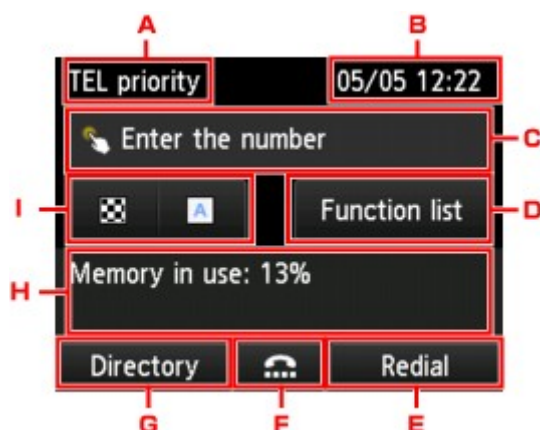 A B
TEL priority 05/05 12:22
Enter the number C
I A Function list D
H Memory in use: 13%
Directory Redial
G F E